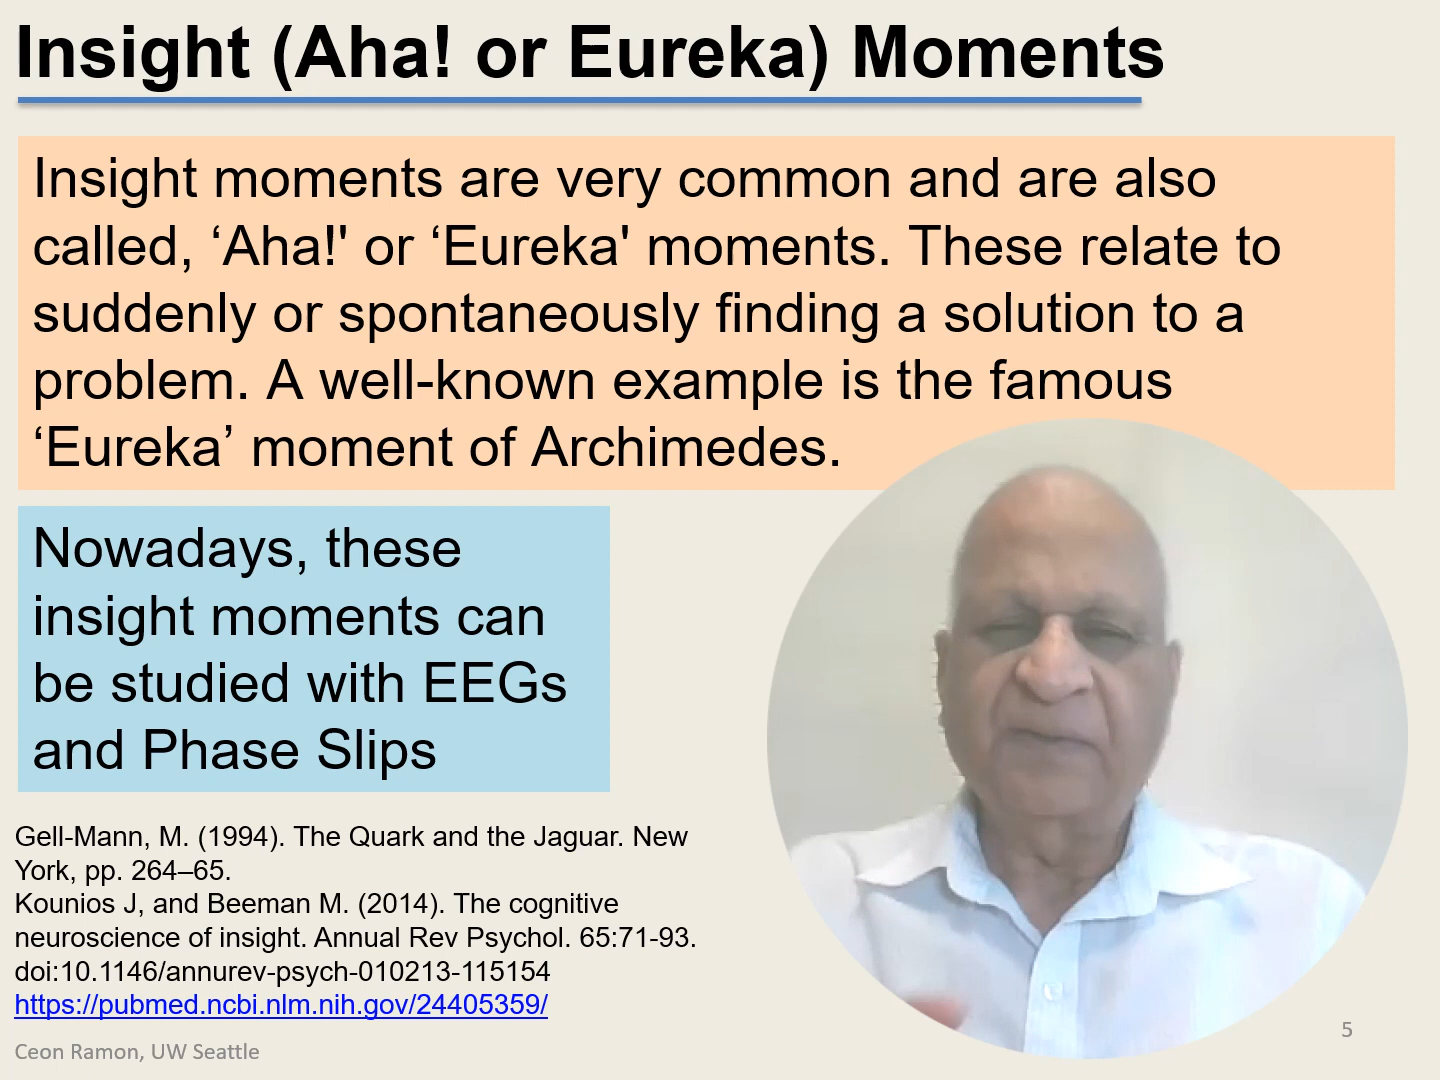 Insight (Aha! or Eureka) Moments
Insight moments are very common and are also
called, ‘Aha!' or ‘Eureka' moments. These relate to
suddenly or spontaneously finding a solution to a
problem. A well-known example is the famous
‘Eureka’ moment of Archimedes.
Nowadays, these
insight moments can
be studied with EEGs
and Phase Slips
Gell-Mann, M. (1994). The Quark and the Jaguar. New
York, pp. 264–65.
Kounios J, and Beeman M. (2014). The cognitive
neuroscience of insight. Annual Rev Psychol. 65:71-93.
doi:10.1146/annurev-psych-010213-115154
https://pubmed.ncbi.nlm.nih.gov/24405359/
Ceon Ramon, UW Seattle
5